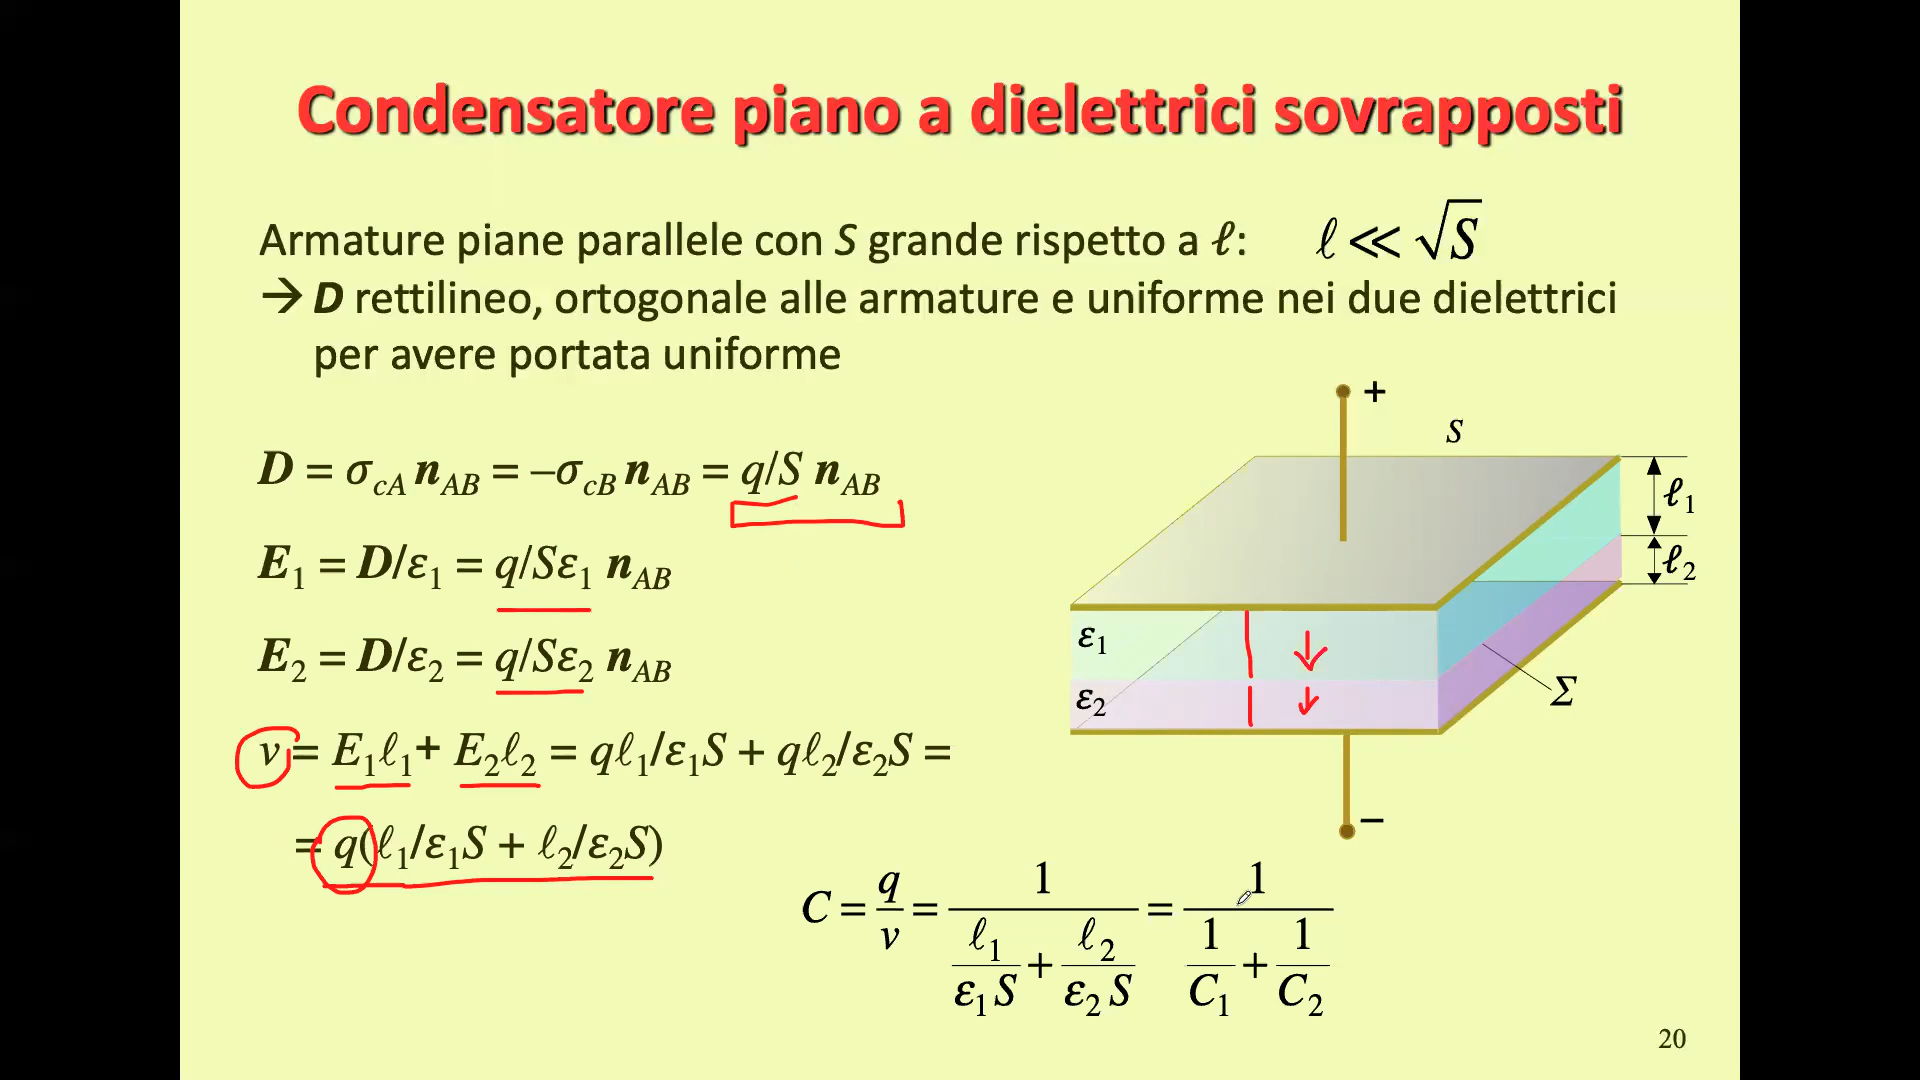 Condensatore piano a dielettrici sovrapposti
Armature piane parallele con S grande rispetto a ℓ: ℓ ≪ √S
→ D rettilineo, ortogonale alle armature e uniforme nei due dielettrici
per avere portata uniforme
D = σcA nAB = –σcB nAB = q/S nAB
E1 = D/ε1 = q/Sε1 nAB
E2 = D/ε2 = q/Sε2 nAB
v = E1ℓ1+ E2ℓ2 = qℓ1/ε1S + qℓ2/ε2S =
= q(ℓ1/ε1S + ℓ2/ε2S)
+
S
ℓ1
ℓ2
ε1
ε2
Σ
–
C = q/v = 1/(ℓ1/ε1S + ℓ2/ε2S) = 1/(1/C1 + 1/C2)
20